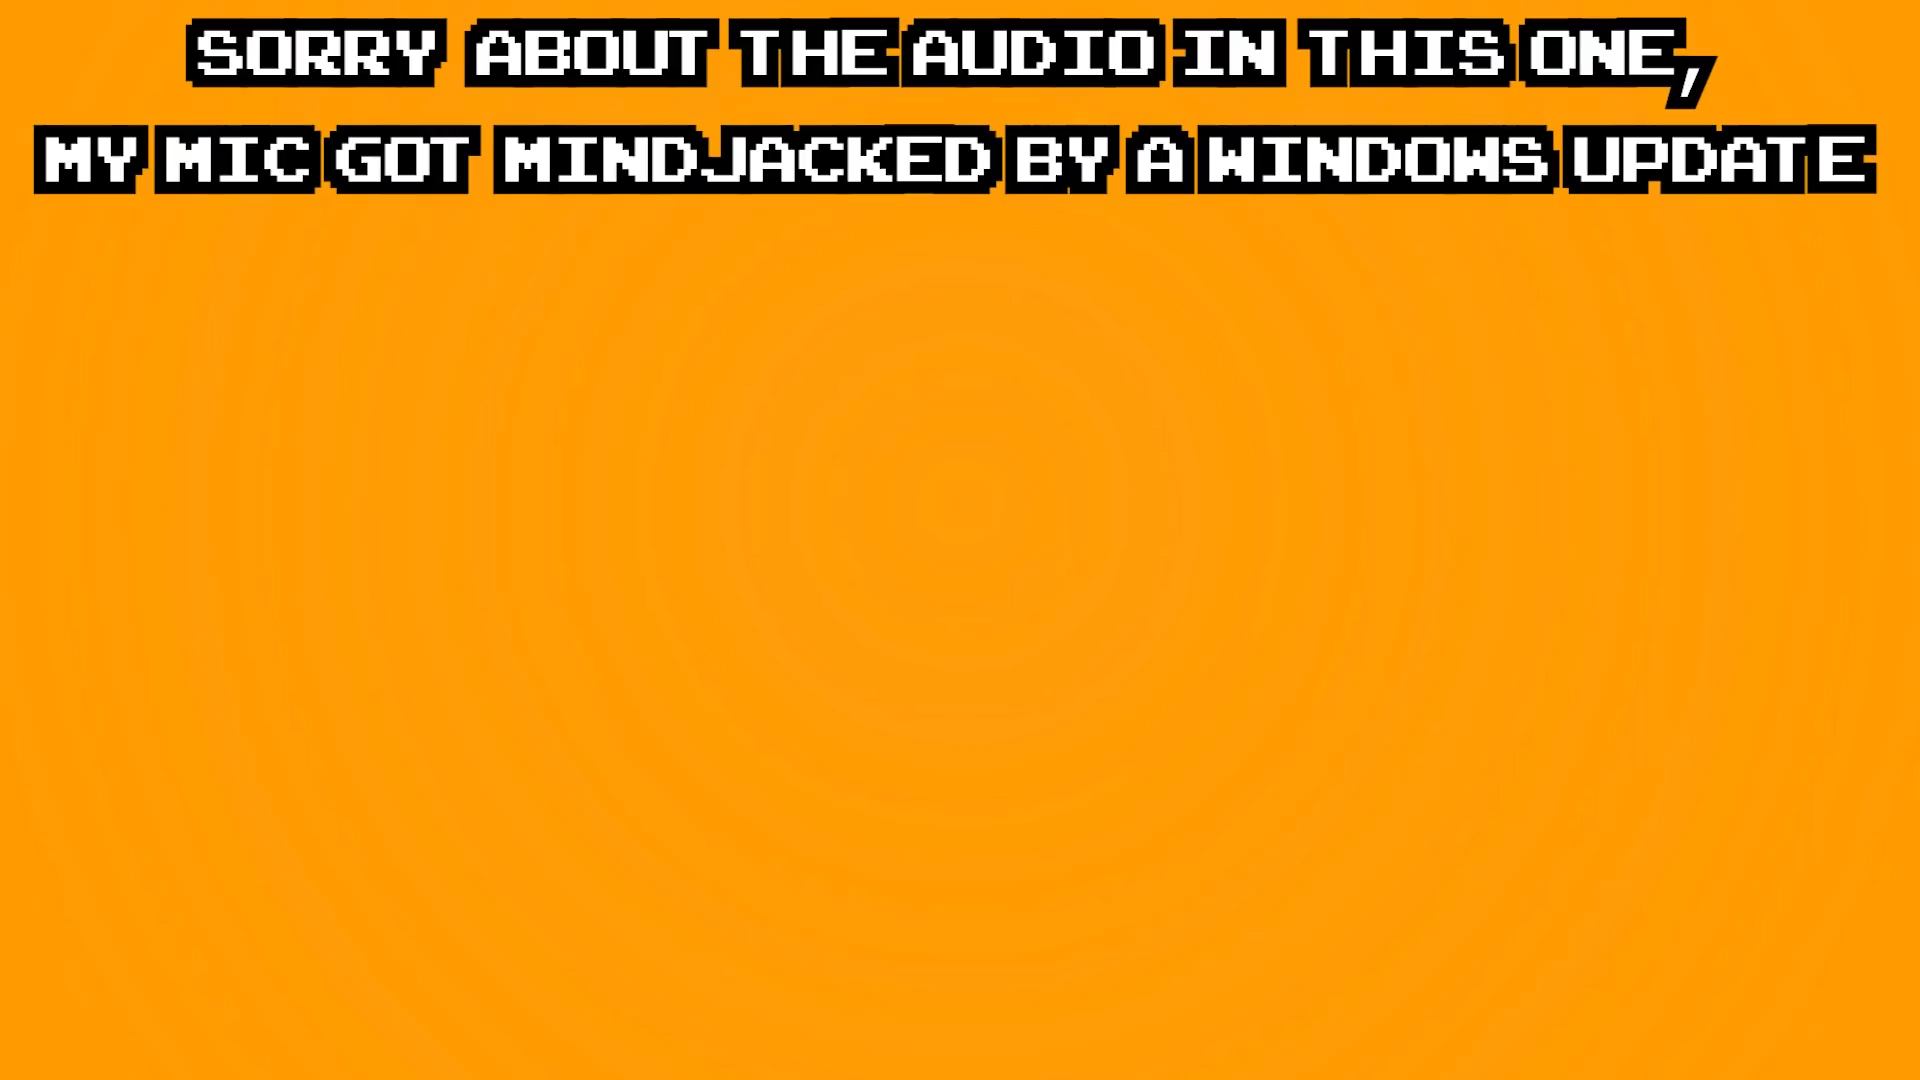 SORRY ABOUT THE AUDIO IN THIS ONE,
MY MIC GOT MINDJACKED BY A WINDOWS UPDATE